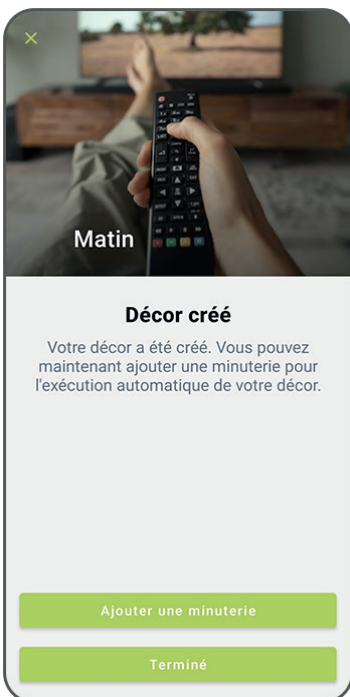 Matin
Décor créé
Votre décor a été créé. Vous pouvez
maintenant ajouter une minuterie pour
l'exécution automatique de votre décor.
Ajouter une minuterie
Terminé